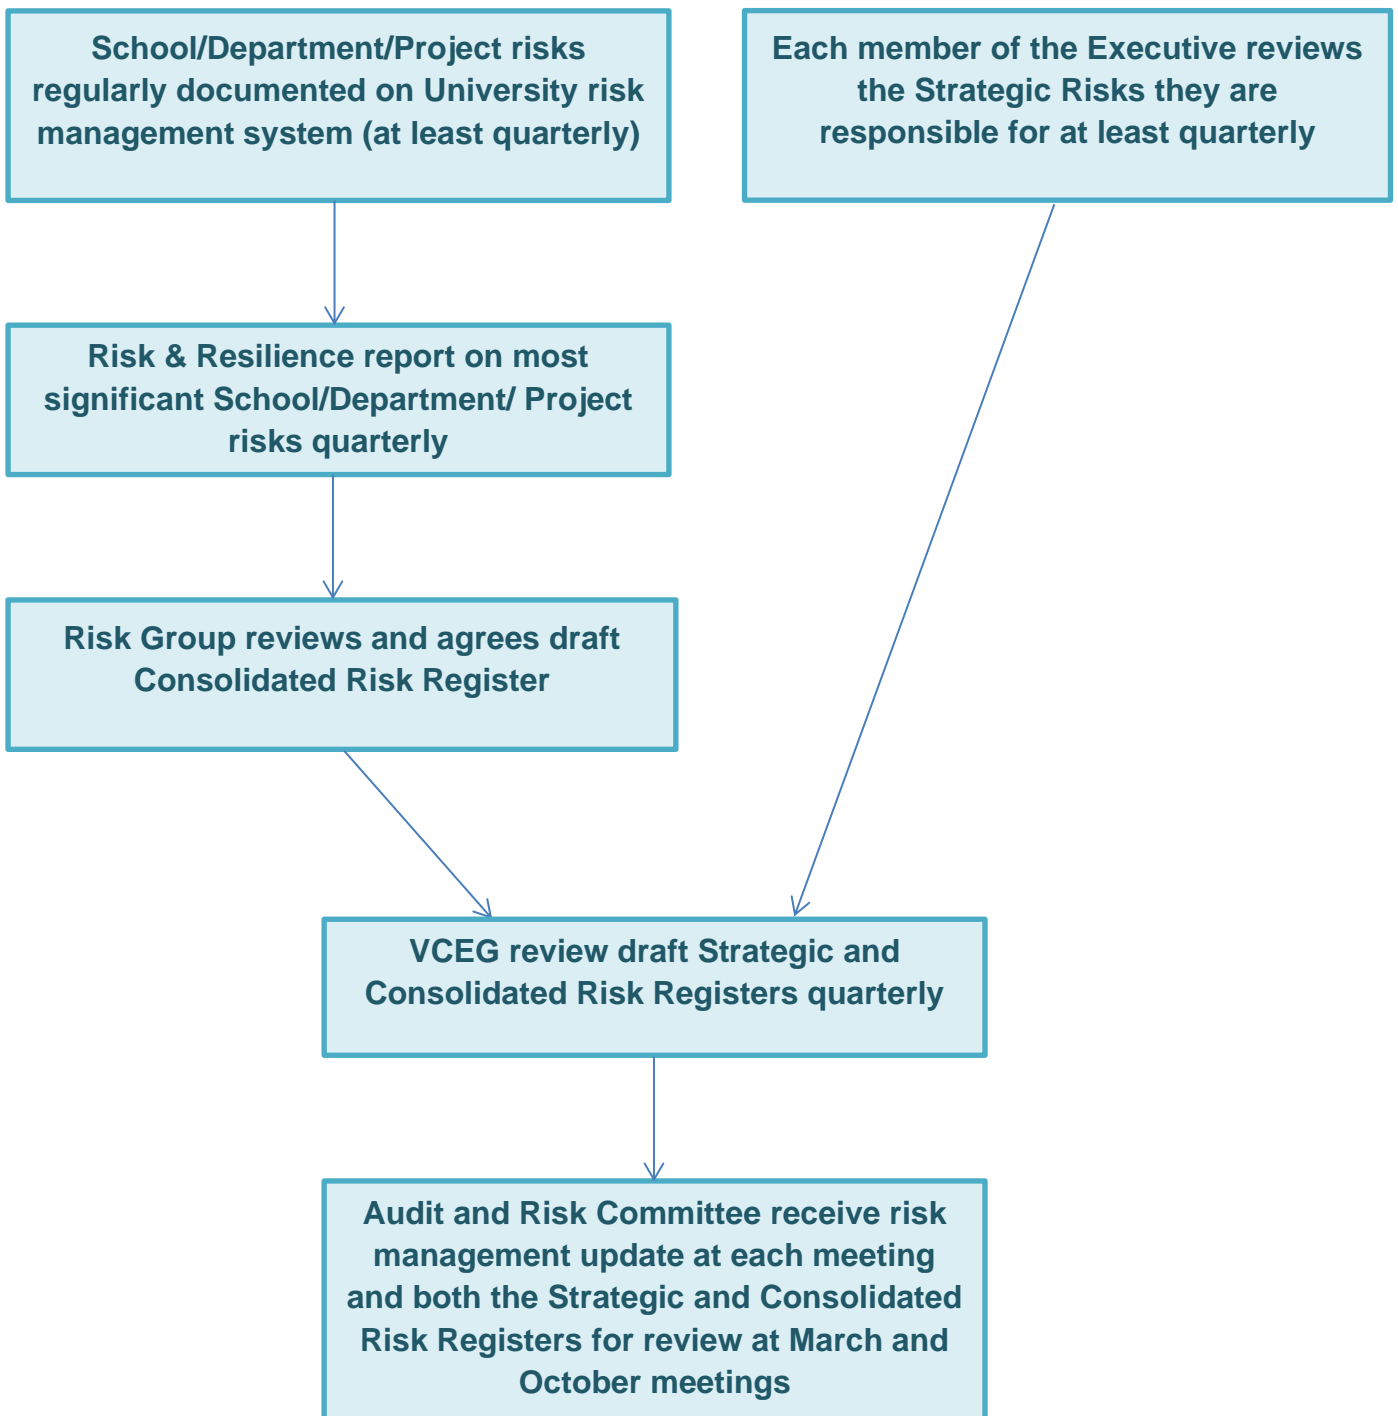 School/Department/Project risks
regularly documented on University risk
management system (at least quarterly)
Each member of the Executive reviews
the Strategic Risks they are
responsible for at least quarterly
Risk & Resilience report on most
significant School/Department/ Project
risks quarterly
Risk Group reviews and agrees draft
Consolidated Risk Register
VCEG review draft Strategic and
Consolidated Risk Registers quarterly
Audit and Risk Committee receive risk
management update at each meeting
and both the Strategic and Consolidated
Risk Registers for review at March and
October meetings